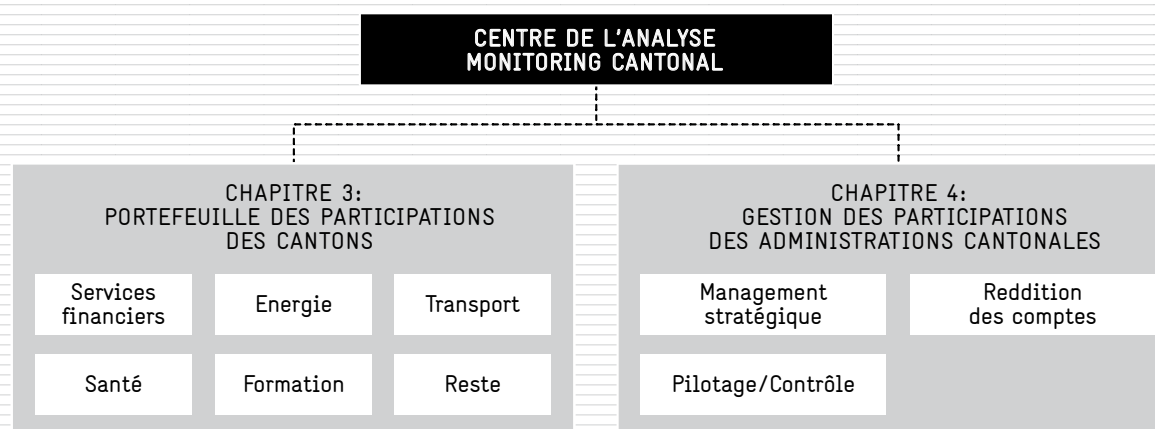 CENTRE DE L'ANALYSE
MONITORING CANTONAL
CHAPITRE 3:
PORTEFEUILLE DES PARTICIPATIONS
DES CANTONS
Services
financiers
Energie
Transport
Santé
Formation
Reste
CHAPITRE 4:
GESTION DES PARTICIPATIONS
DES ADMINISTRATIONS CANTONALES
Management
stratégique
Reddition
des comptes
Pilotage/Contrôle